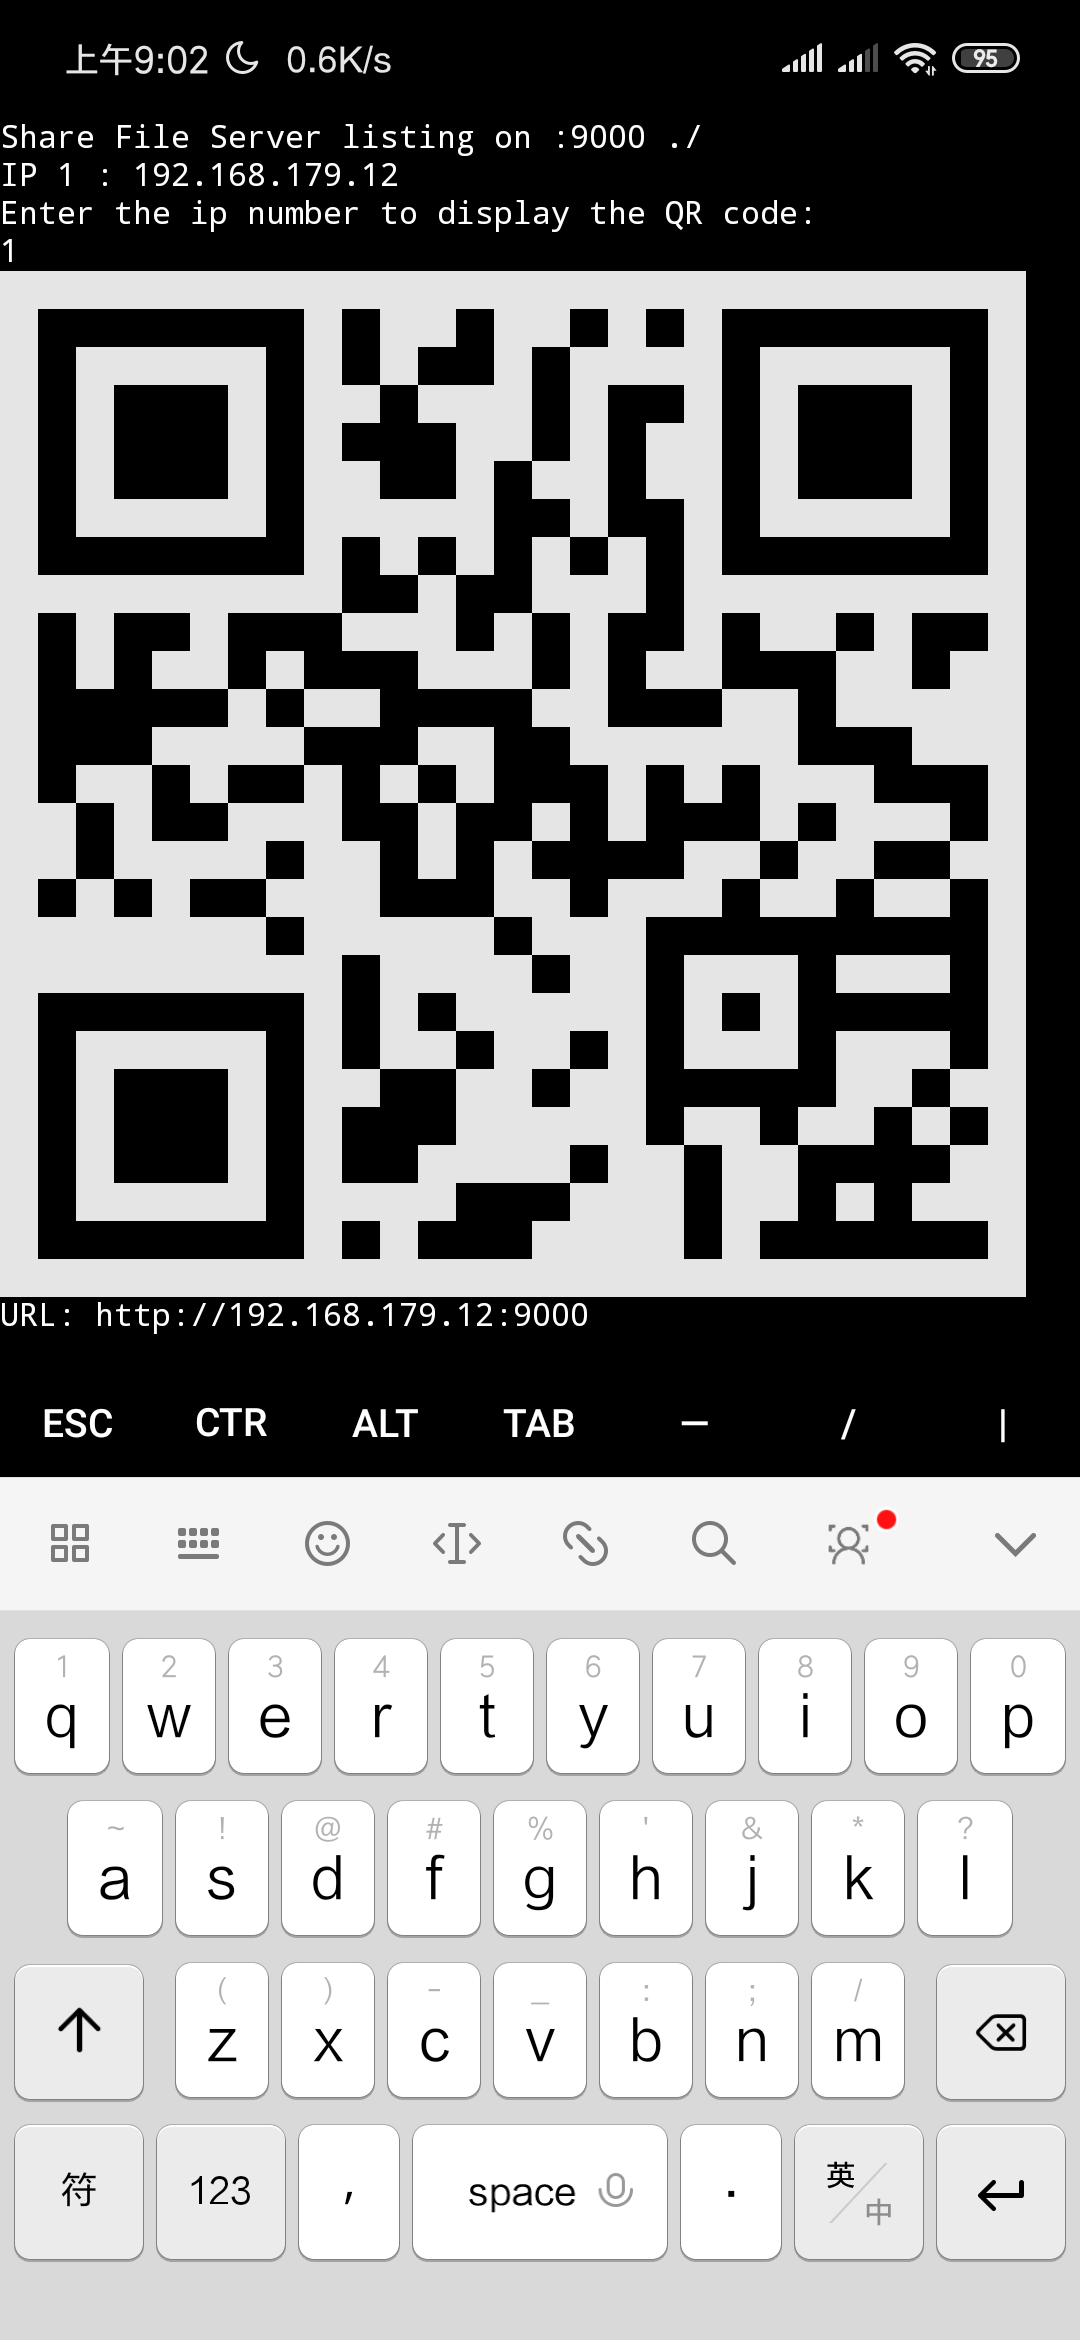 上午9:02 0.6K/s 95
Share File Server listing on :9000 ./
IP 1 : 192.168.179.12
Enter the ip number to display the QR code:
1
URL: http://192.168.179.12:9000
ESC CTR ALT TAB — / |
1 2 3 4 5 6 7 8 9 0
q w e r t y u i o p
~ ! @ # % ' & * ?
a s d f g h j k l
( ) - _ : ; /
z x c v b n m
符 123 , space . 英/中